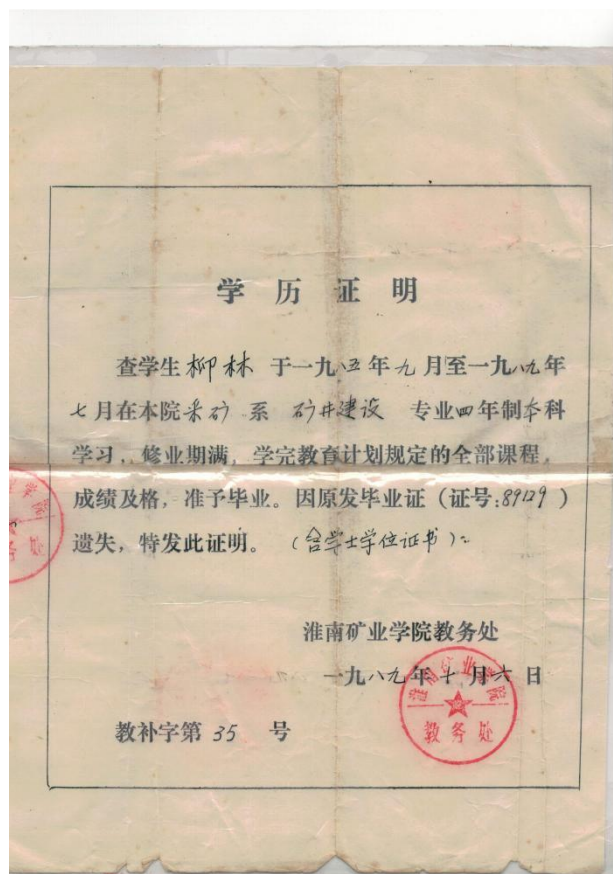 学历证明
查学生柳林于一九八五年九月至一九八九年
七月在本院采矿系 矿井建设 专业四年制本科
学习，修业期满，学完教育计划规定的全部课程，
成绩及格，准予毕业。因原发毕业证（证号：89129）
遗失，特发此证明。（含学士学位证书）
淮南矿业学院教务处
一九八九年十月六日
淮南矿业学院
教务处
教补字第 35 号